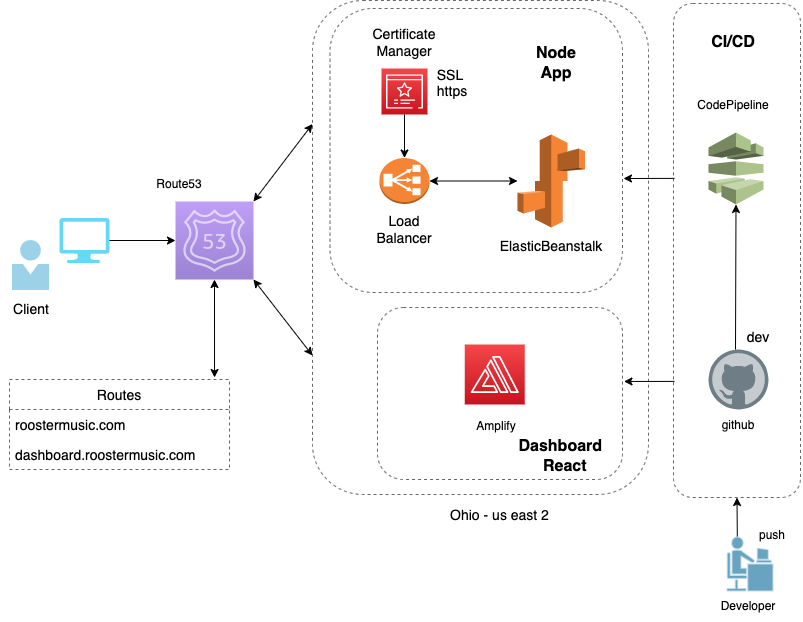 Certificate
Manager
SSL
https
Node
App
CI/CD
CodePipeline
Route53
53
Load
Balancer
ElasticBeanstalk
Client
dev
Routes
roostermusic.com
dashboard.roostermusic.com
Amplify
github
Dashboard
React
Ohio - us east 2
push
Developer